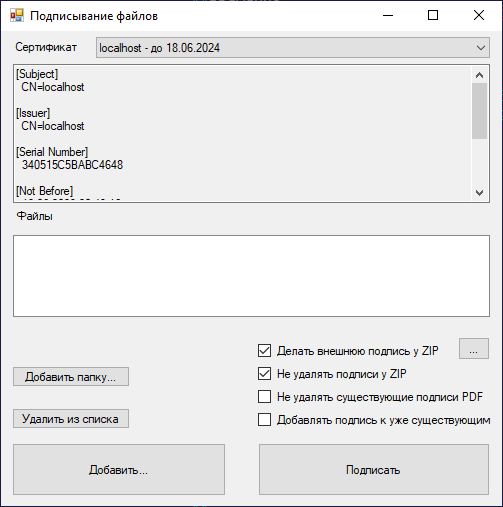 Подписывание файлов
Сертификат
localhost - до 18.06.2024
[Subject]
CN=localhost
[Issuer]
CN=localhost
[Serial Number]
340515C5BABC4648
[Not Before]
Файлы
Делать внешнюю подпись у ZIP
...
Добавить папку...
Не удалять подписи у ZIP
Не удалять существующие подписи PDF
Удалить из списка
Добавлять подпись к уже существующим
Добавить...
Подписать